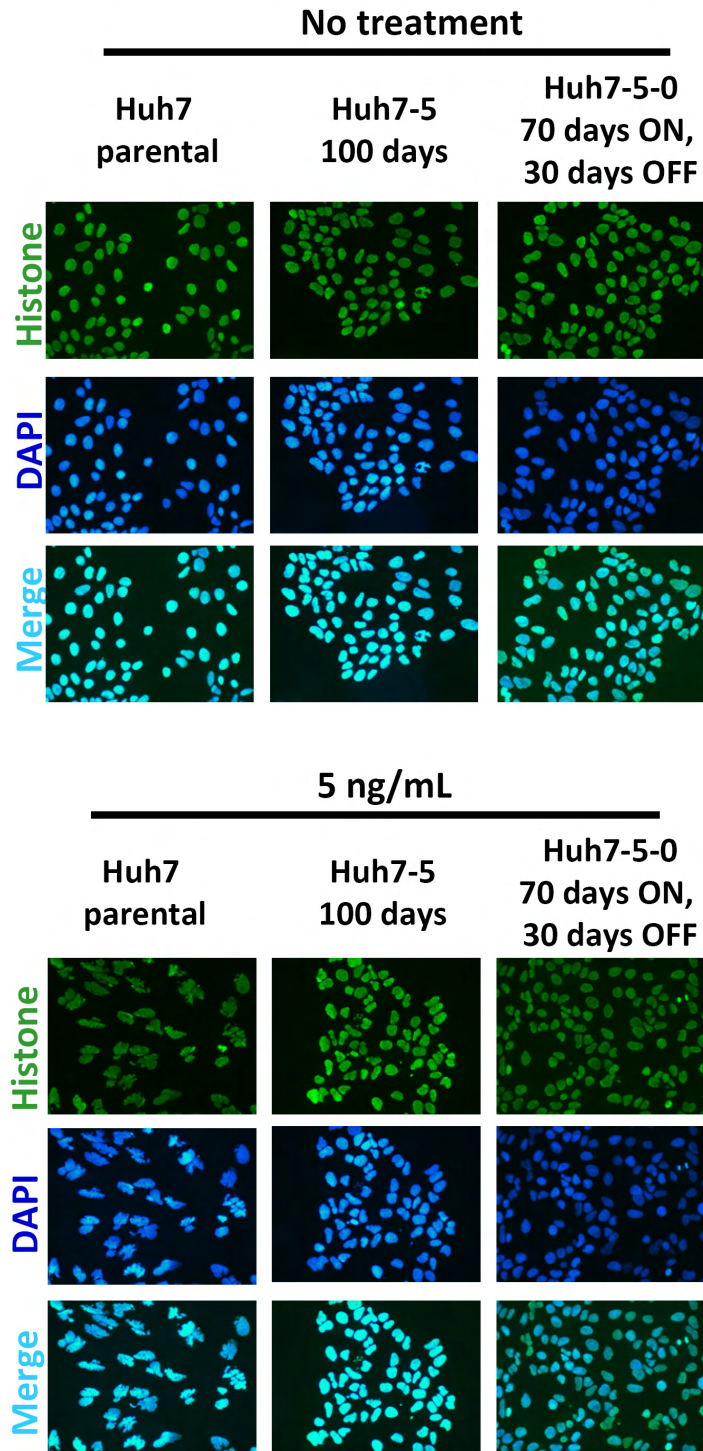 No treatment
Huh7
parental
Huh7-5
100 days
Huh7-5-0
70 days ON,
30 days OFF
Histone
DAPI
Merge
5 ng/mL
Huh7
parental
Huh7-5
100 days
Huh7-5-0
70 days ON,
30 days OFF
Histone
DAPI
Merge